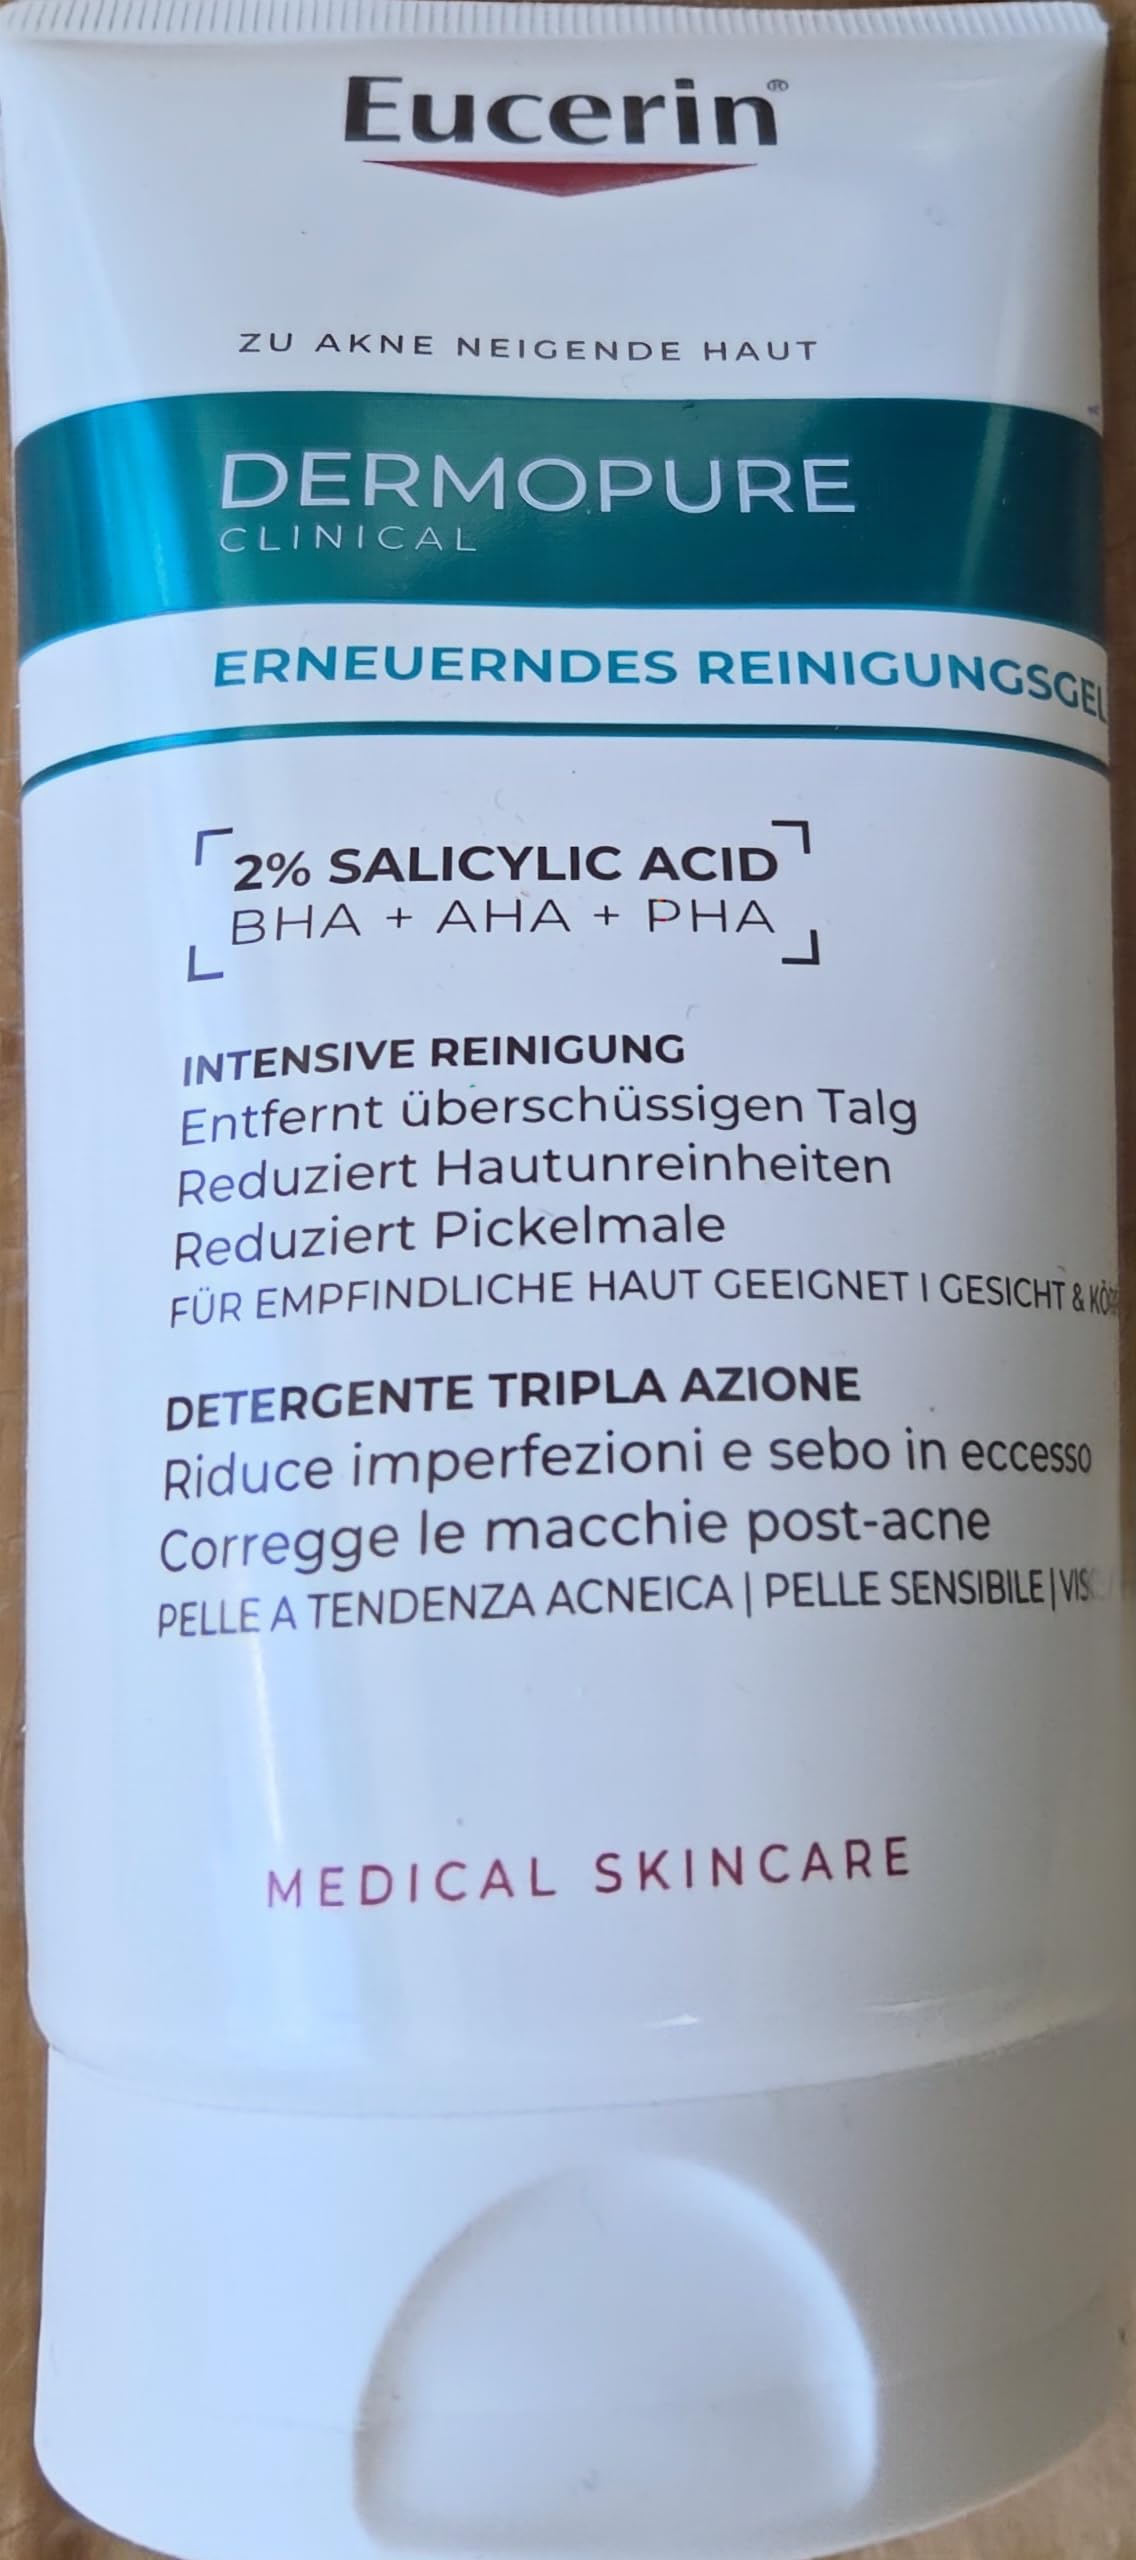 Eucerin®
ZU AKNE NEIGENDE HAUT
DERMOPURE
CLINICAL
ERNEUERNDES REINIGUNGSGEL
2% SALICYLIC ACID
BHA + AHA + PHA
INTENSIVE REINIGUNG
Entfernt überschüssigen Talg
Reduziert Hautunreinheiten
Reduziert Pickelmale
FÜR EMPFINDLICHE HAUT GEEIGNET I GESICHT &
DETERGENTE TRIPLA AZIONE
Riduce imperfezioni e sebo in eccesso
Corregge le macchie post-acne
PELLE A TENDENZA ACNEICA | PELLE SENSIBILE |
MEDICAL SKINCARE